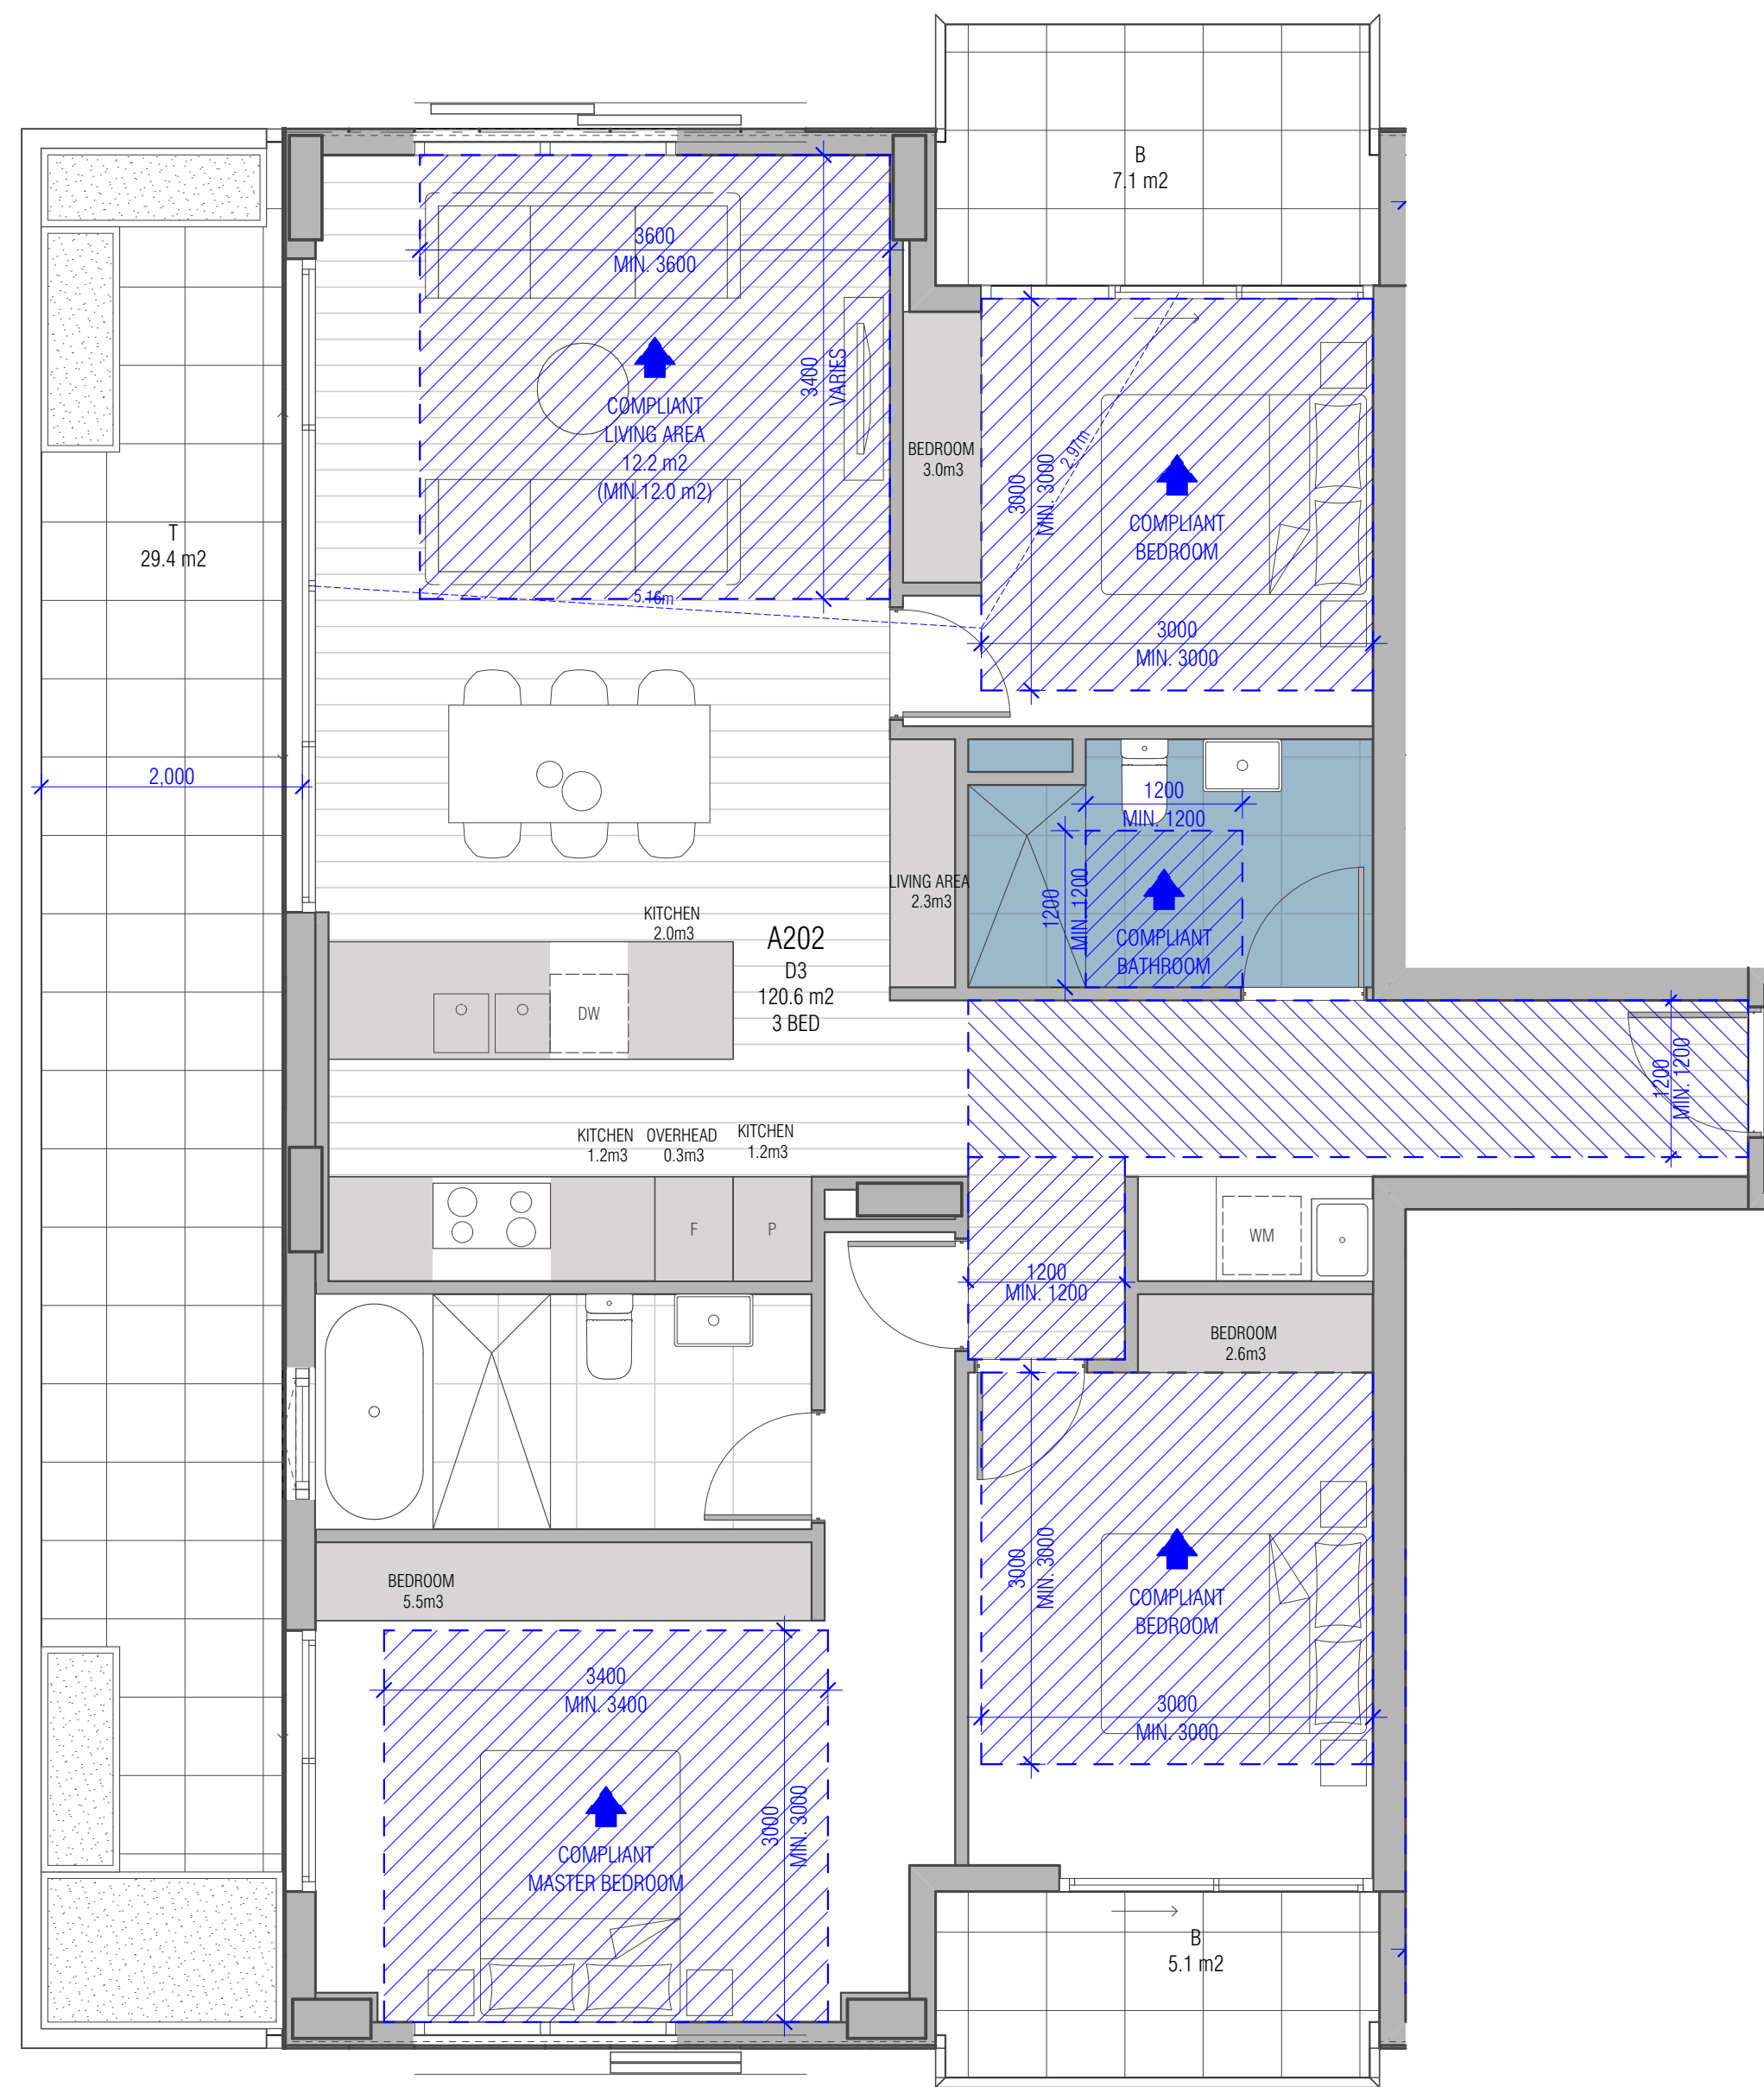 B
7.1 m2
3600
MIN. 3600
3400
VARIES
COMPLIANT
LIVING AREA
12.2 m2
(MIN.12.0 m2)
BEDROOM
3.0m3
3000
MIN. 3000
2.97m
COMPLIANT
BEDROOM
T
29.4 m2
5.16m
3000
MIN. 3000
2,000
1200
MIN. 1200
LIVING AREA
2.3m3
1200
MIN. 1200
COMPLIANT
BATHROOM
KITCHEN
2.0m3
A202
D3
120.6 m2
3 BED
DW
1200
MIN. 1200
KITCHEN
1.2m3
OVERHEAD
0.3m3
KITCHEN
1.2m3
F
P
WM
1200
MIN. 1200
BEDROOM
2.6m3
BEDROOM
5.5m3
3000
MIN. 3000
COMPLIANT
BEDROOM
3400
MIN. 3400
3000
MIN. 3000
3000
MIN. 3000
COMPLIANT
MASTER BEDROOM
B
5.1 m2